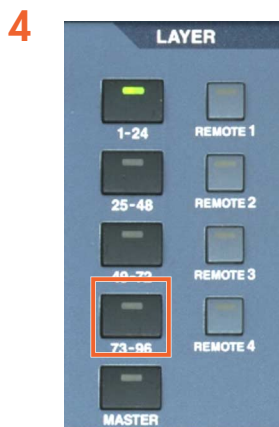 4
LAYER
1-24 REMOTE 1
25-48 REMOTE 2
49-72 REMOTE 3
73-96 REMOTE 4
MASTER